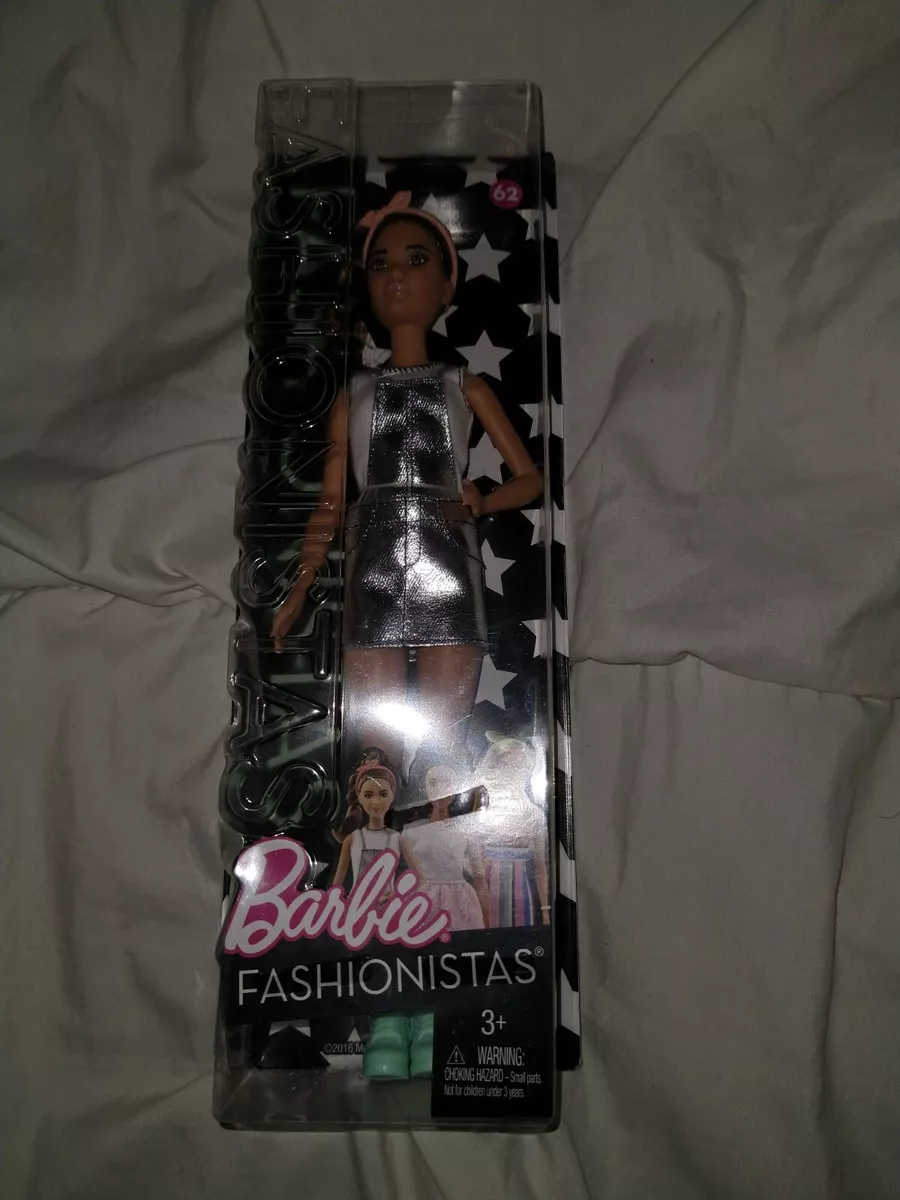 FASHIONISTAS
62
Barbie®
FASHIONISTAS®
3+
©2016
⚠ WARNING:
CHOKING HAZARD – Small parts.
Not for children under 3 years.